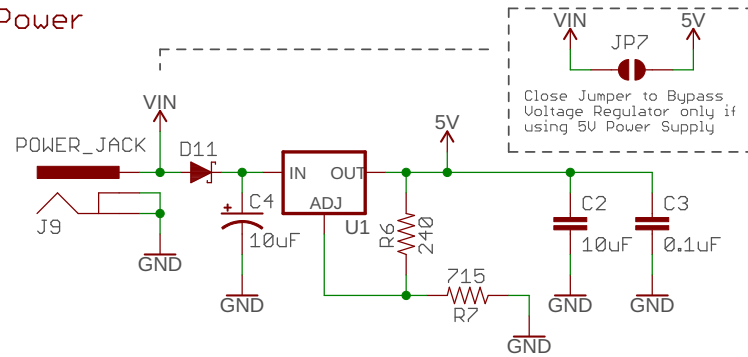 Power
VIN
5V
JP7
Close Jumper to Bypass
Voltage Regulator only if
using 5V Power Supply
VIN
5V
POWER_JACK
D11
IN
OUT
ADJ
U1
J9
+
C4
10uF
R6
240
C2
10uF
C3
0.1uF
GND
715
R7
GND
GND
GND
GND